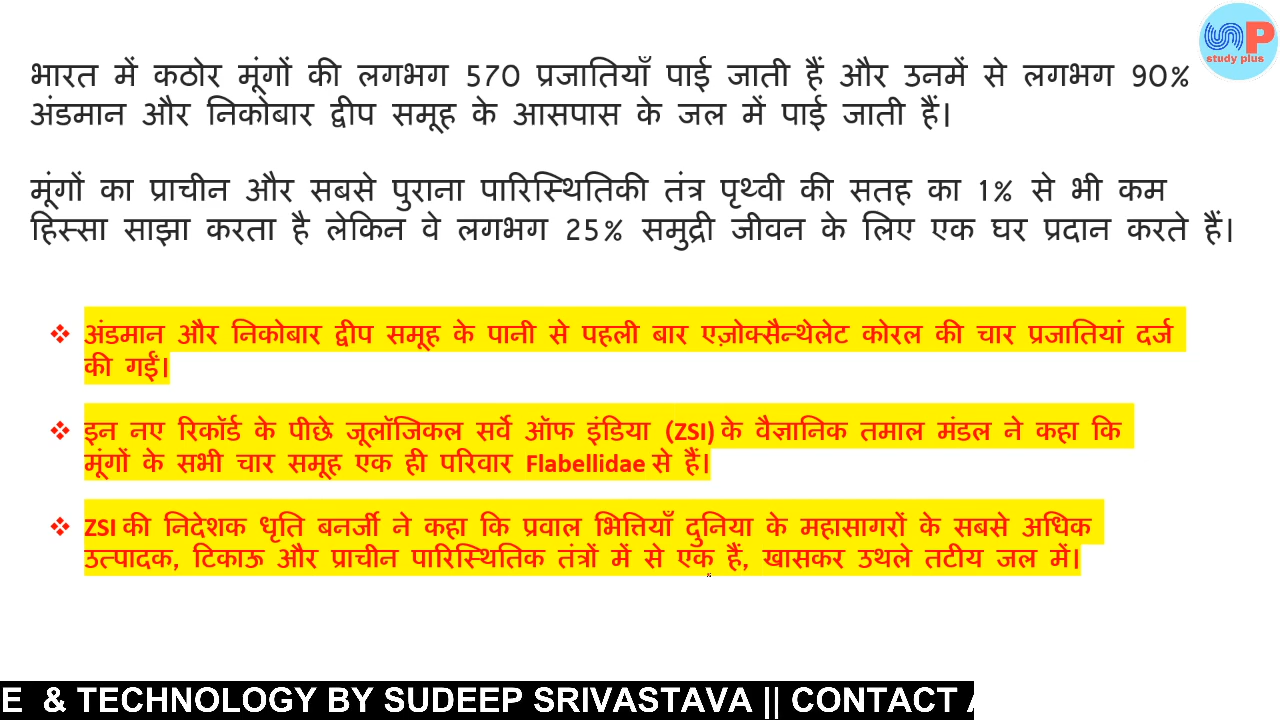 SP
study plus
भारत में कठोर मूंगों की लगभग 570 प्रजातियाँ पाई जाती हैं और उनमें से लगभग 90%
अंडमान और निकोबार द्वीप समूह के आसपास के जल में पाई जाती हैं।
मूंगों का प्राचीन और सबसे पुराना पारिस्थितिकी तंत्र पृथ्वी की सतह का 1% से भी कम
हिस्सा साझा करता है लेकिन वे लगभग 25% समुद्री जीवन के लिए एक घर प्रदान करते हैं।
❖ अंडमान और निकोबार द्वीप समूह के पानी से पहली बार एज़ोक्सैन्थेलेट कोरल की चार प्रजातियां दर्ज
की गईं।
❖ इन नए रिकॉर्ड के पीछे जूलॉजिकल सर्वे ऑफ इंडिया (ZSI) के वैज्ञानिक तमाल मंडल ने कहा कि
मूंगों के सभी चार समूह एक ही परिवार Flabellidae से हैं।
❖ ZSI की निदेशक धृति बनर्जी ने कहा कि प्रवाल भित्तियाँ दुनिया के महासागरों के सबसे अधिक
उत्पादक, टिकाऊ और प्राचीन पारिस्थितिक तंत्रों में से एक हैं, खासकर उथले तटीय जल में।
E & TECHNOLOGY BY SUDEEP SRIVASTAVA || CONTACT